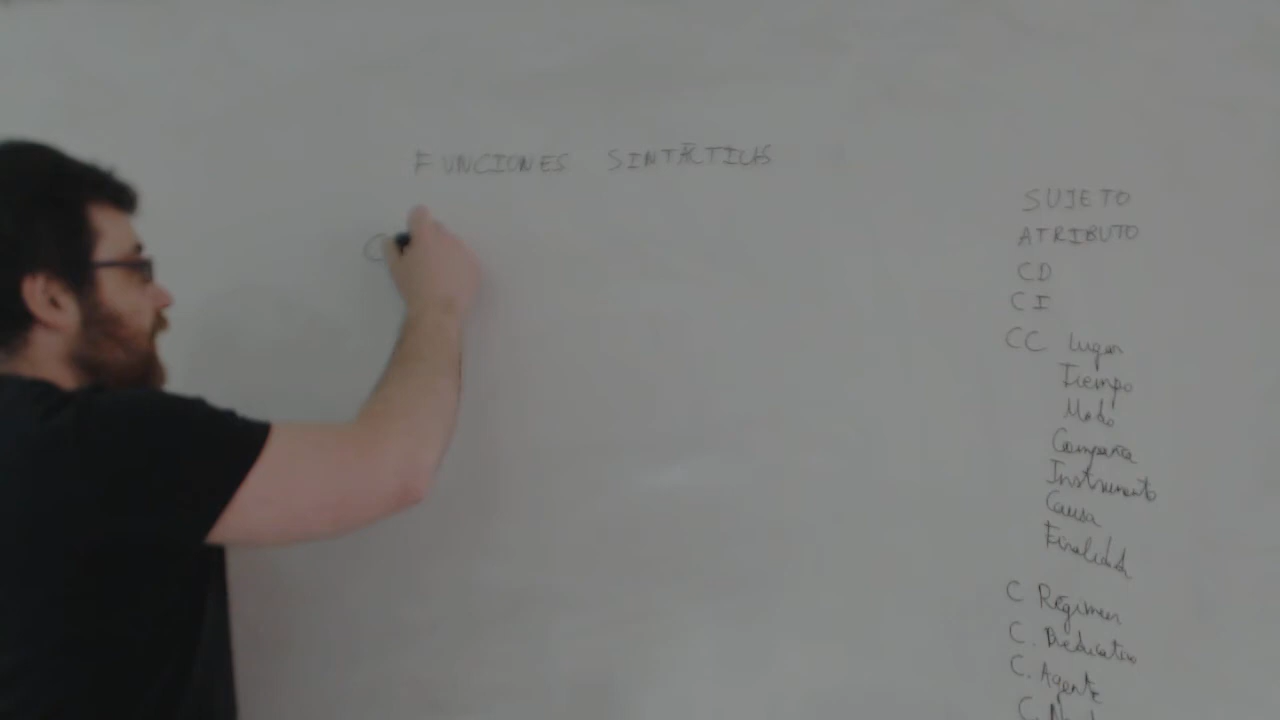 FUNCIONES SINTÁCTICAS
C
SUJETO
ATRIBUTO
CD
CI
CC Lugar
Tiempo
Modo
Compañía
Instrumento
Causa
Finalidad
C Régimen
C. Predicativo
C. Agente
C.